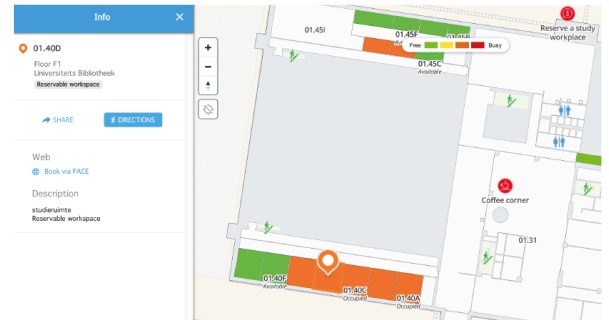 Info
01.40D
Floor F1
Universiteits Bibliotheek
Reservable workspace
SHARE
DIRECTIONS
Web
Book via FACE
Description
studieruimte
Reservable workspace
01.45I
01.45F
Free
Busy
01.45C
Available
Reserve a study
workplace
Coffee corner
01.31
01.40F
Available
01.40C
Occupied
01.40A
Occupied